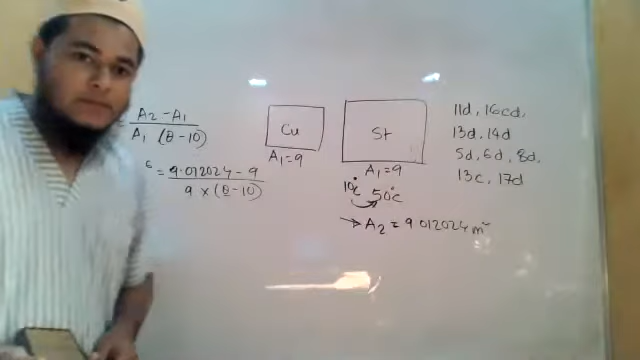 = A2 - A1
A1 (θ-10)
6 = 9.012024 - 9
9 × (θ-10)
Cu
A1 = 9
St
A1 = 9
10°c 50°c
→ A2 = 9.012024 m²
11d, 16cd,
13d, 14d
5d, 6d, 8d,
13c, 17d